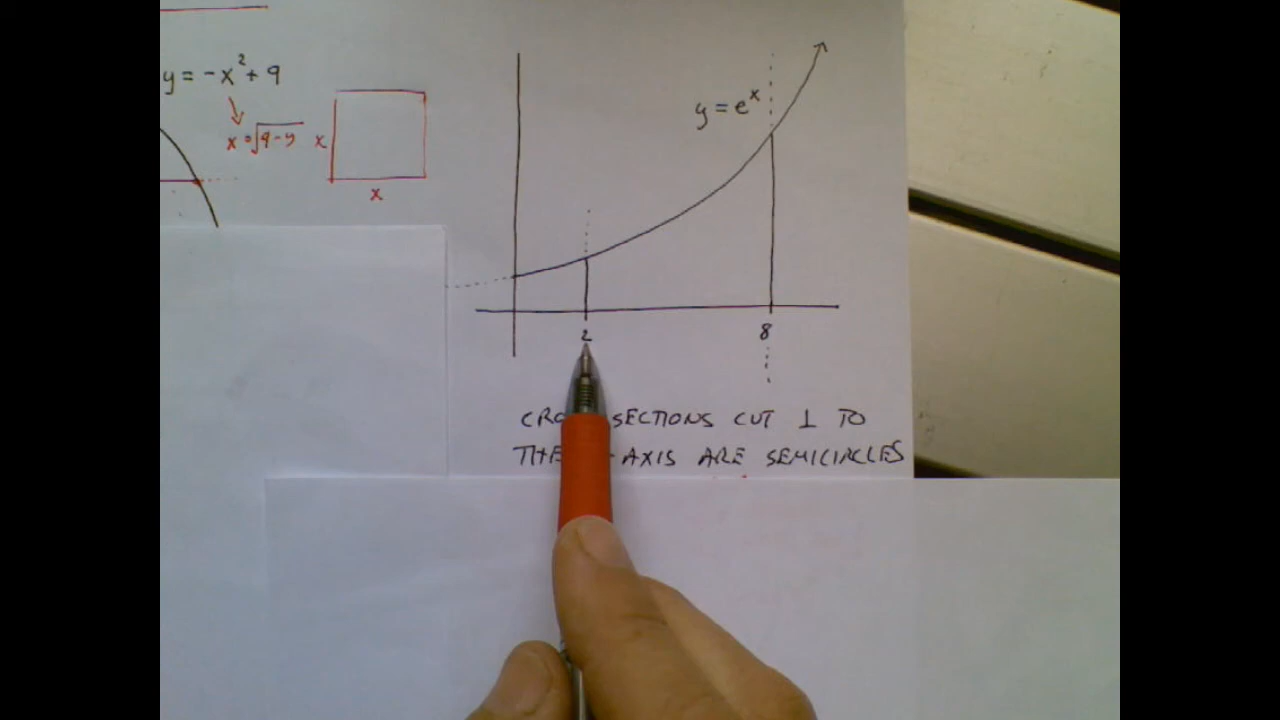 y = -x² + 9
x = √9-y
x
x
y = eˣ
2
8
SECTIONS CUT ⊥ TO
AXIS ARE SEMICIRCLES